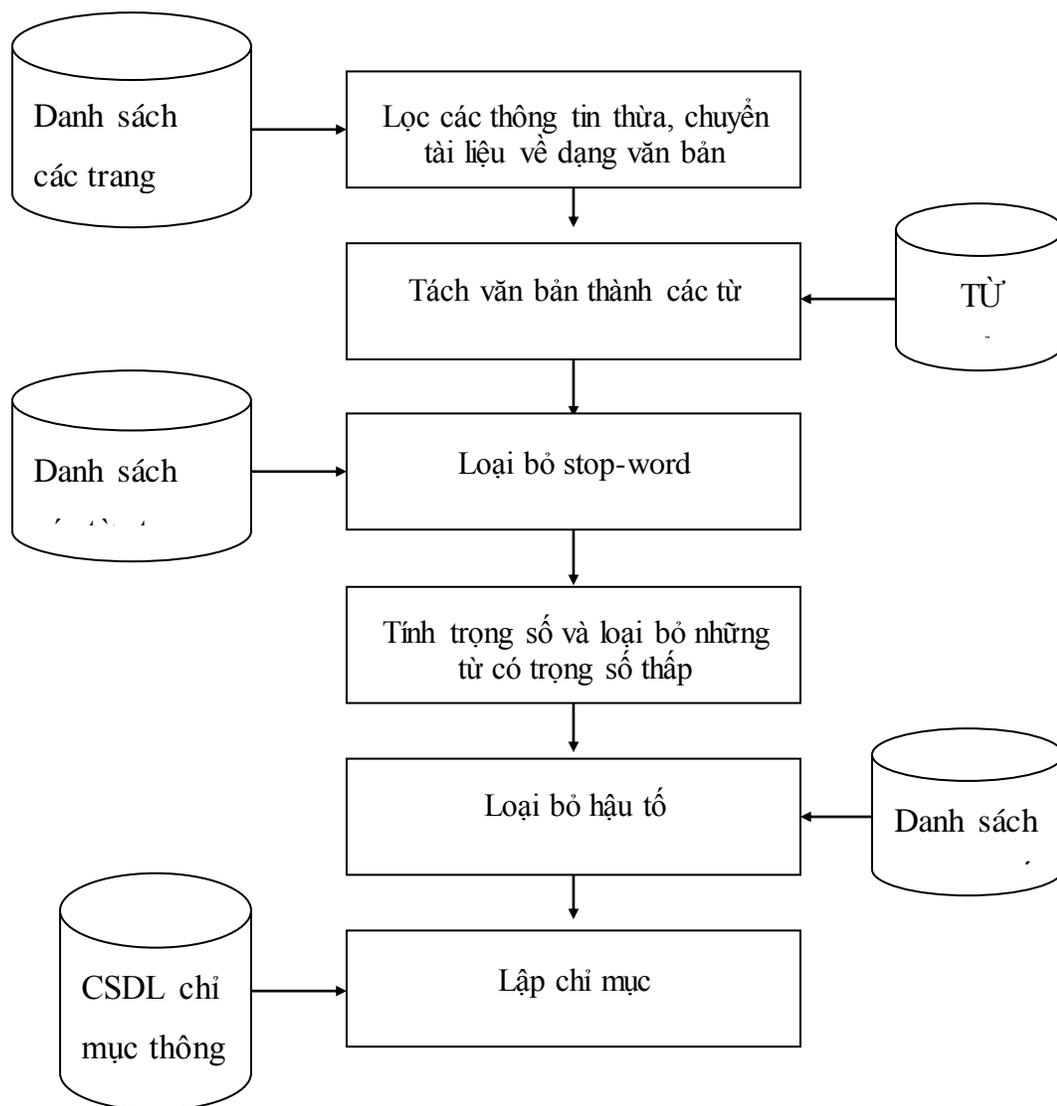 Danh sách
các trang
Lọc các thông tin thừa, chuyển
tài liệu về dạng văn bản
Tách văn bản thành các từ
TỪ
Danh sách
Loại bỏ stop-word
Tính trọng số và loại bỏ những
từ có trọng số thấp
Loại bỏ hậu tố
Danh sách
CSDL chỉ
mục thông
Lập chỉ mục